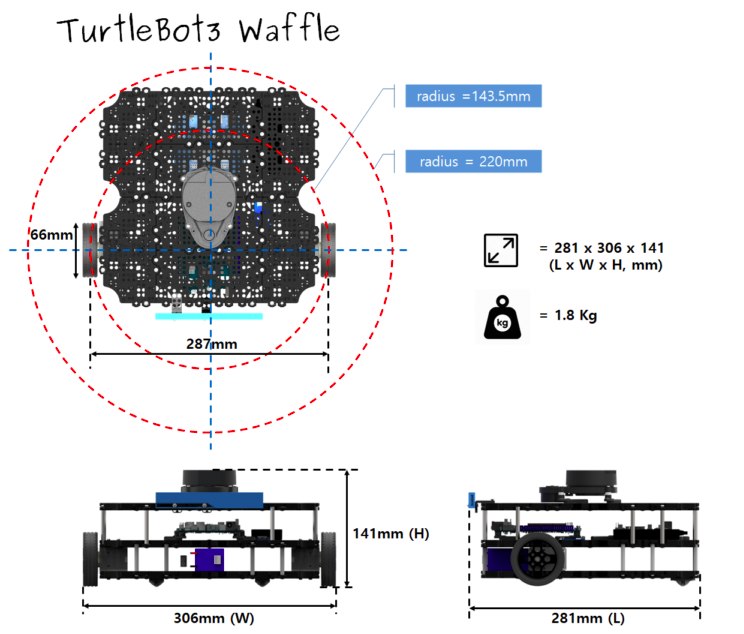 TurtleBot3 Waffle
radius =143.5mm
radius = 220mm
66mm
= 281 x 306 x 141
(L x W x H, mm)
kg
= 1.8 Kg
287mm
141mm (H)
306mm (W)
281mm (L)